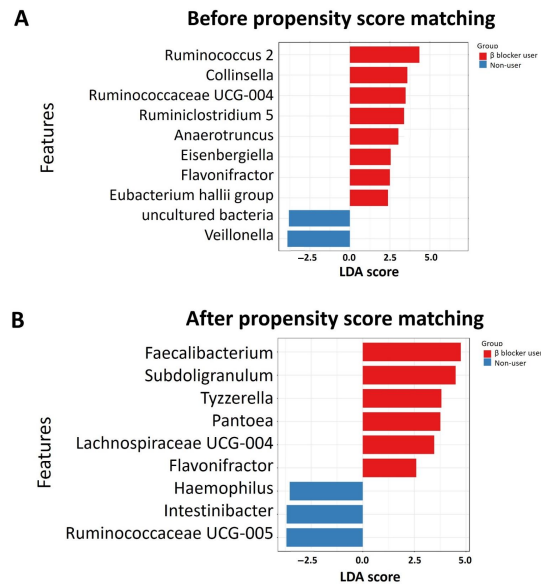 A
Before propensity score matching
Features
Ruminococcus 2
Collinsella
Ruminococcaceae UCG-004
Ruminiclostridium 5
Anaerotruncus
Eisenbergiella
Flavonifractor
Eubacterium hallii group
uncultured bacteria
Veillonella
−2.5 0.0 2.5 5.0
LDA score
Group
β blocker user
Non-user
B
After propensity score matching
Features
Faecalibacterium
Subdoligranulum
Tyzzerella
Pantoea
Lachnospiraceae UCG-004
Flavonifractor
Haemophilus
Intestinibacter
Ruminococcaceae UCG-005
−2.5 0.0 2.5 5.0
LDA score
Group
β blocker user
Non-user